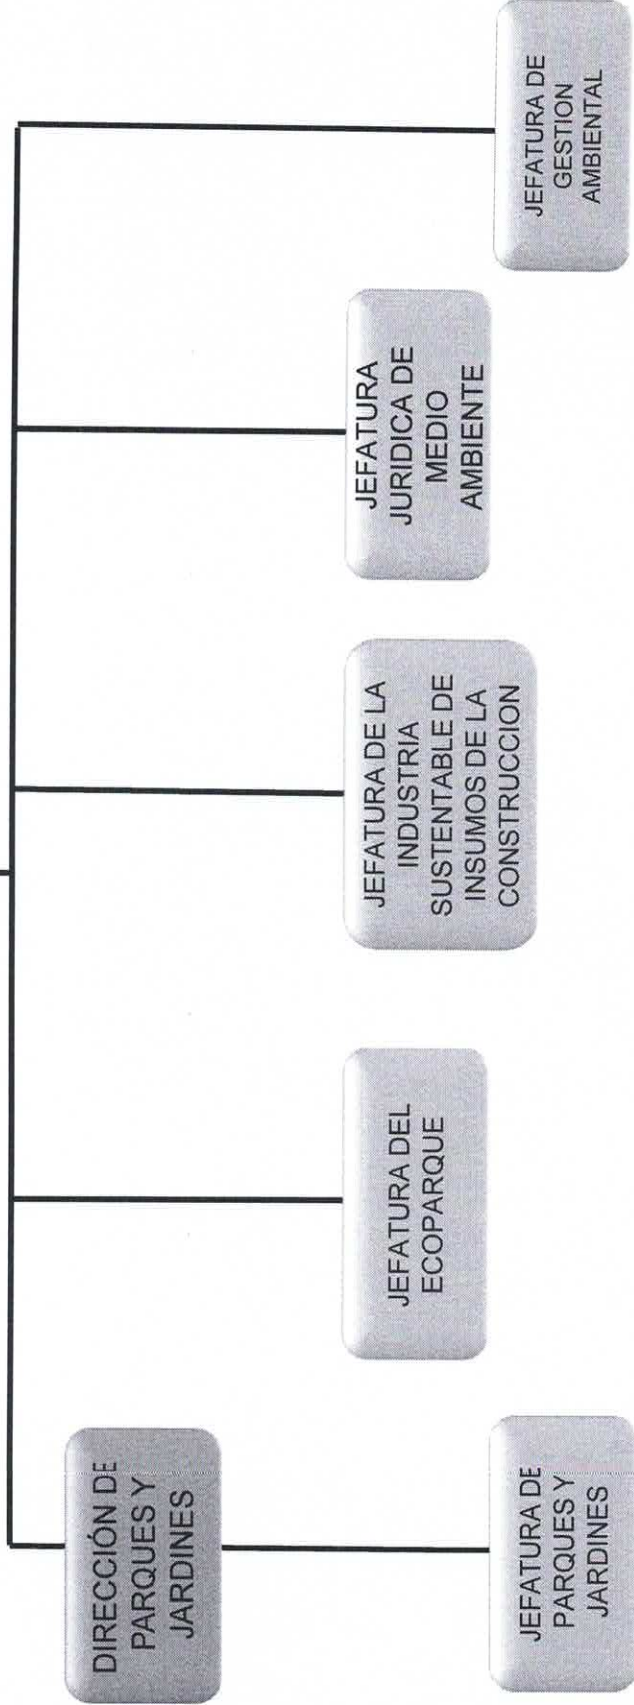 DIRECCIÓN DE
PARQUES Y
JARDINES
JEFATURA DE
PARQUES Y
JARDINES
JEFATURA DEL
ECOPARQUE
JEFATURA DE LA
INDUSTRIA
SUSTENTABLE DE
INSUMOS DE LA
CONSTRUCCION
JEFATURA
JURIDICA DE
MEDIO
AMBIENTE
JEFATURA DE
GESTION
AMBIENTAL